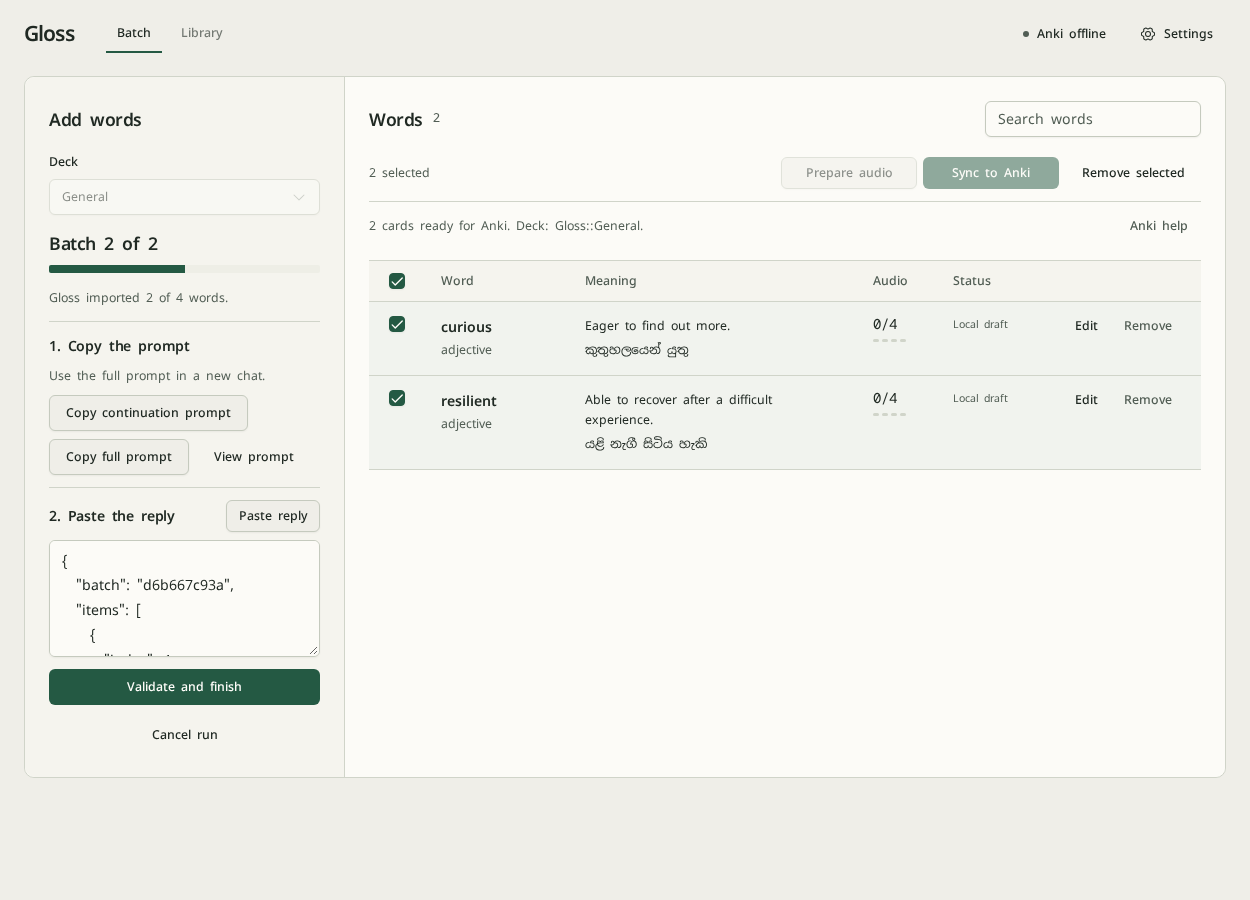 Gloss
Batch
Library
Anki offline
Settings
Add words
Deck
General
Batch 2 of 2
Gloss imported 2 of 4 words.
1. Copy the prompt
Use the full prompt in a new chat.
Copy continuation prompt
Copy full prompt
View prompt
2. Paste the reply
Paste reply
{
"batch": "d6b667c93a",
"items": [
{
Validate and finish
Cancel run
Words 2
Search words
2 selected
Prepare audio
Sync to Anki
Remove selected
2 cards ready for Anki. Deck: Gloss::General.
Anki help
Word
Meaning
Audio
Status
curious
adjective
Eager to find out more.
කුතුහලයෙන් යුතු
0/4
Local draft
Edit
Remove
resilient
adjective
Able to recover after a difficult
experience.
යළි නැගී සිටිය හැකි
0/4
Local draft
Edit
Remove